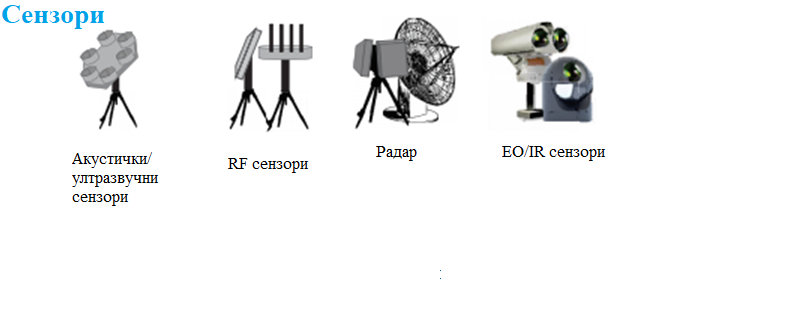 Сензори
Акустички/
ултразвучни
сензори
RF сензори
Радар
EO/IR сензори
: